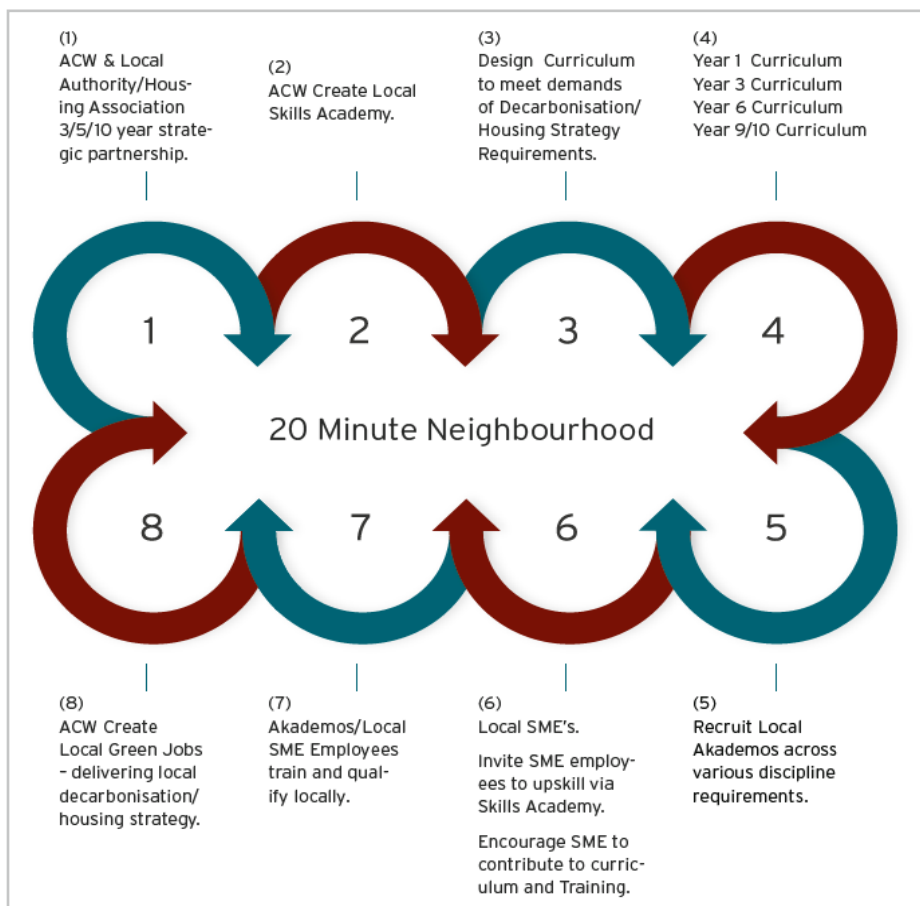 (1)
ACW & Local
Authority/Hous-
ing Association
3/5/10 year strate-
gic partnership.
(2)
ACW Create Local
Skills Academy.
(3)
Design Curriculum
to meet demands
of Decarbonisation/
Housing Strategy
Requirements.
(4)
Year 1 Curriculum
Year 3 Curriculum
Year 6 Curriculum
Year 9/10 Curriculum
1
2
3
4
20 Minute Neighbourhood
8
7
6
5
(8)
ACW Create
Local Green Jobs
– delivering local
decarbonisation/
housing strategy.
(7)
Akademos/Local
SME Employees
train and qual-
ify locally.
(6)
Local SME's.
Invite SME employ-
ees to upskill via
Skills Academy.
Encourage SME to
contribute to curric-
ulum and Training.
(5)
Recruit Local
Akademos across
various discipline
requirements.